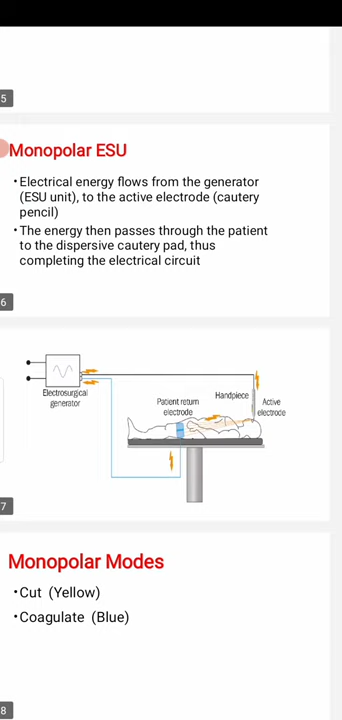 5
Monopolar ESU
•Electrical energy flows from the generator
(ESU unit), to the active electrode (cautery
pencil)
•The energy then passes through the patient
to the dispersive cautery pad, thus
completing the electrical circuit
6
Electrosurgical
generator
Patient return
electrode
Handpiece
Active
electrode
7
Monopolar Modes
•Cut (Yellow)
•Coagulate (Blue)
8